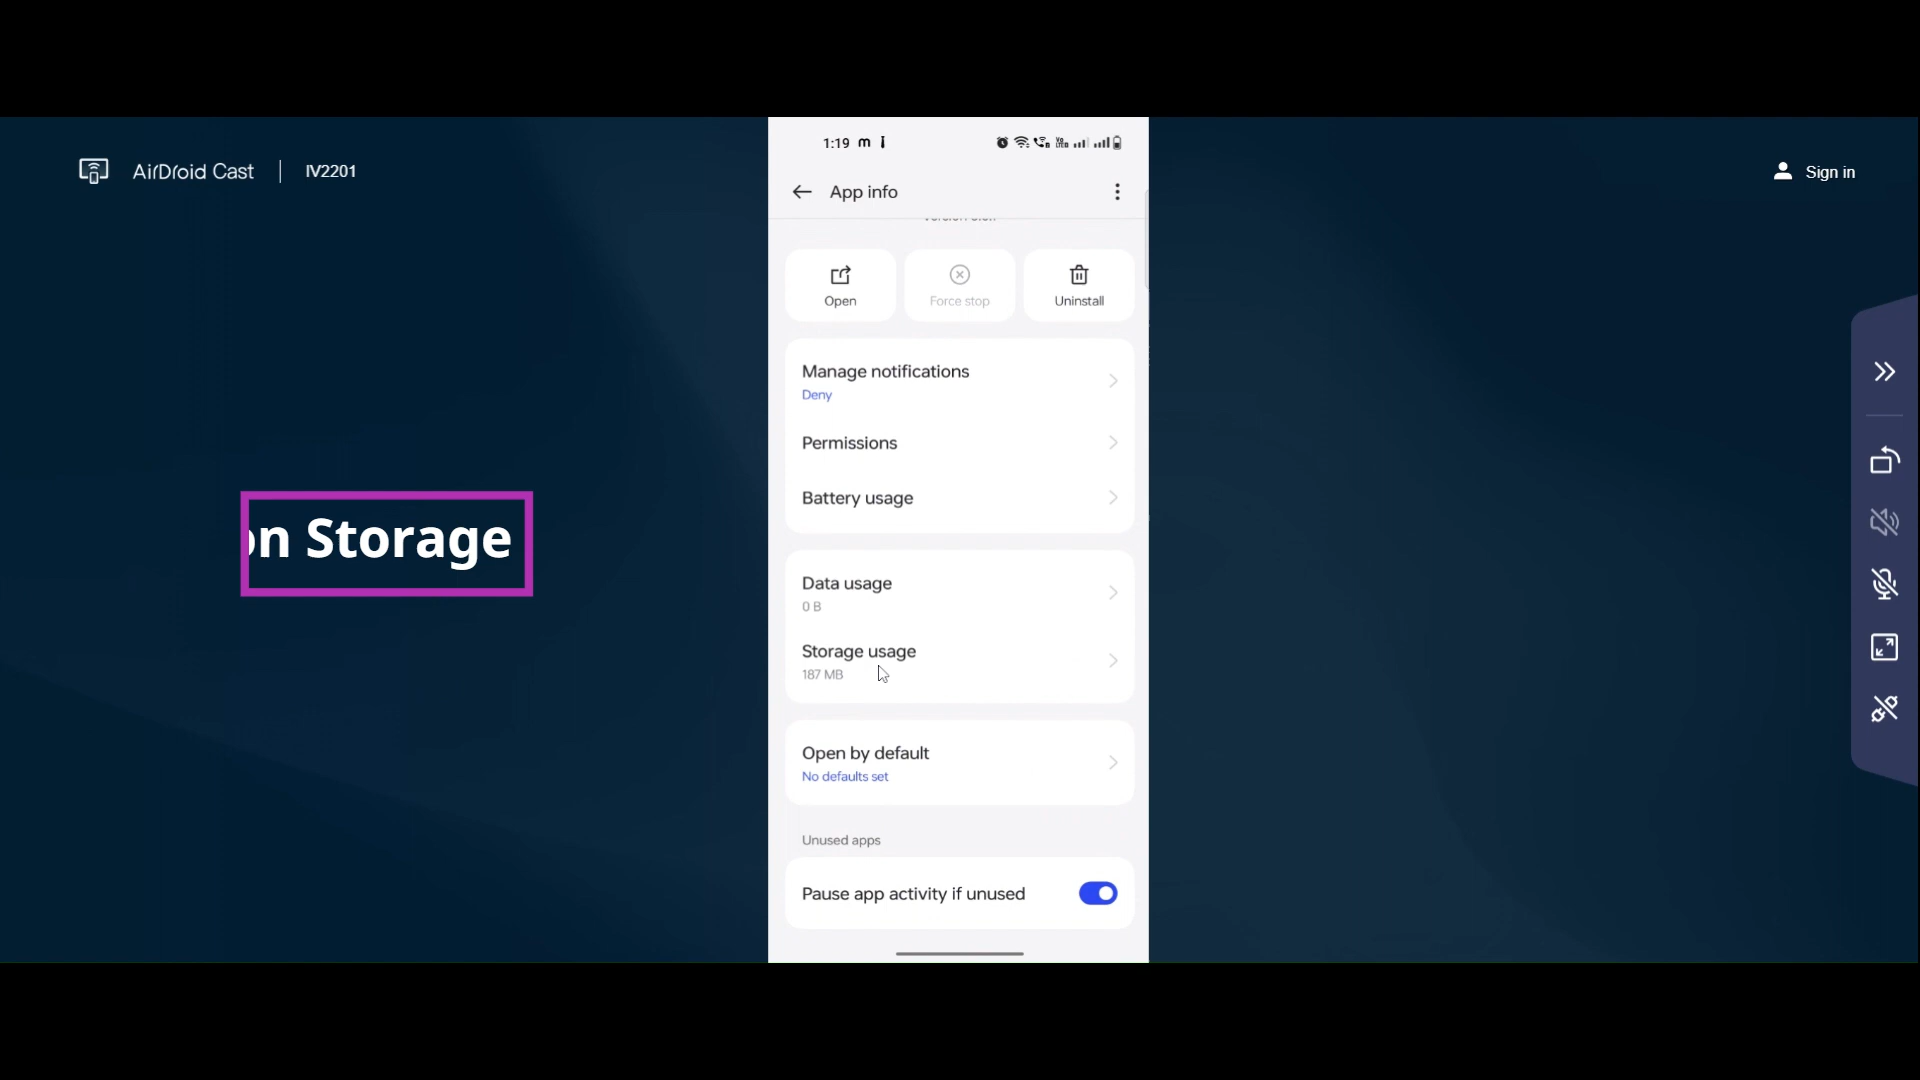 1:19
AirDroid Cast
IV2201
Sign in
App info
Open
Force stop
Uninstall
Manage notifications
Deny
Permissions
Battery usage
n Storage
Data usage
0 B
Storage usage
187 MB
Open by default
No defaults set
Unused apps
Pause app activity if unused